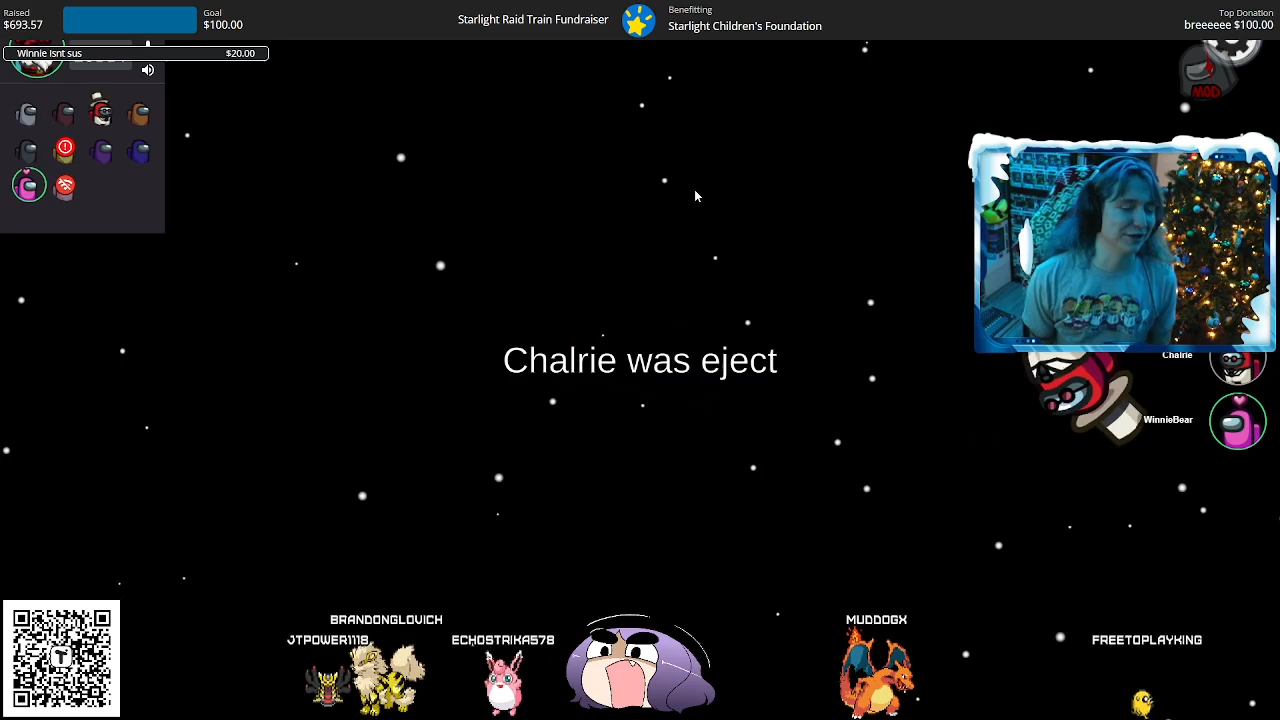 Raised
$693.57
Goal
$100.00
Starlight Raid Train Fundraiser
Benefitting
Starlight Children's Foundation
Top Donation
breeeeee $100.00
Winnie Isnt sus
$20.00
MOD
Chalrie was eject
Chalrie
WinnieBear
BRANDONGLOVICH
JTPOWER1118
ECHOSTRIKA578
MUDDOGX
FREETOPLAYKING